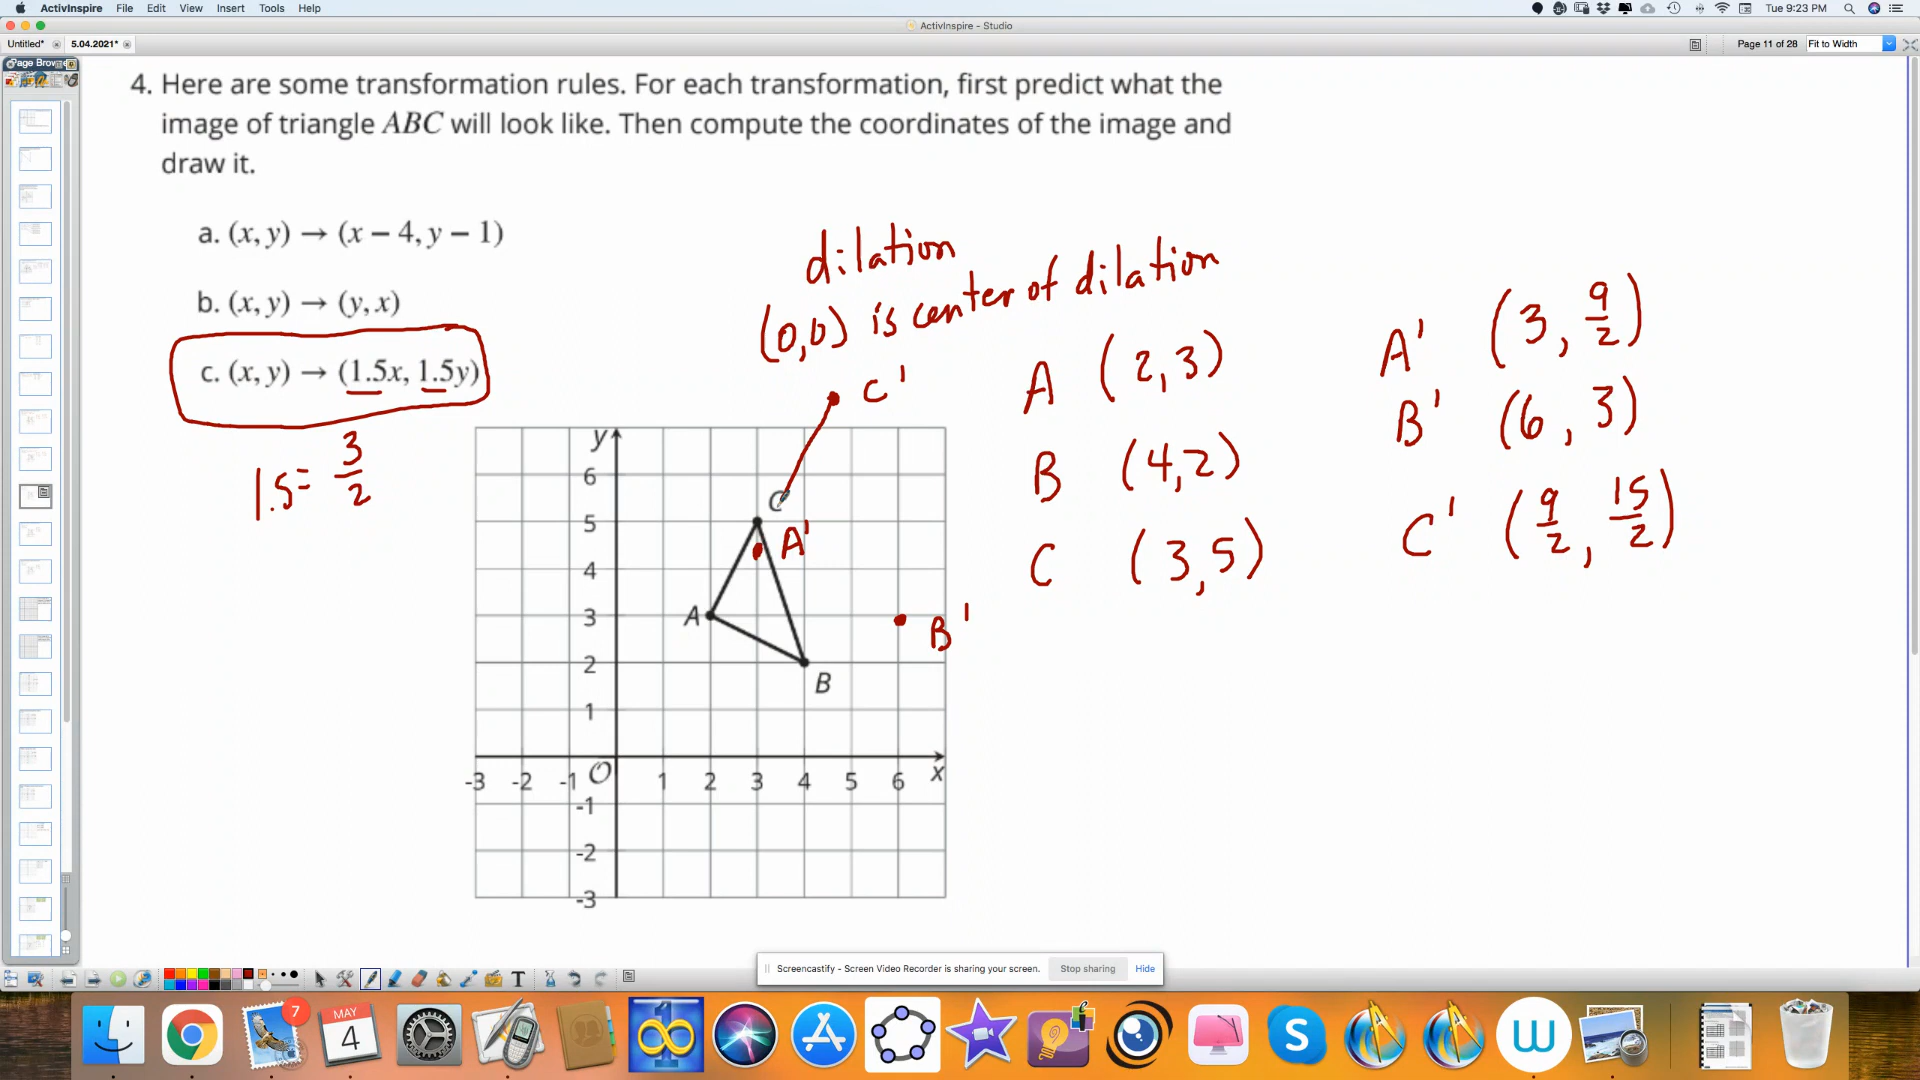 ActivInspire File Edit View Insert Tools Help
Tue 9:23 PM
ActivInspire - Studio
Untitled* 5.04.2021*
Page 11 of 28 Fit to Width
Page Brow
4. Here are some transformation rules. For each transformation, first predict what the
image of triangle ABC will look like. Then compute the coordinates of the image and
draw it.
a. (x, y) → (x − 4, y − 1)
b. (x, y) → (y, x)
c. (x, y) → (1.5x, 1.5y)
1.5 = 3/2
dilation
(0,0) is center of dilation
A (2,3)
B (4,2)
C (3,5)
A' (3, 9/2)
B' (6, 3)
C' (9/2, 15/2)
C'
y
6
5
4
3
2
1
C
A'
A
B'
B
-3 -2 -1 O 1 2 3 4 5 6 x
-1
-2
-3
Screencastify - Screen Video Recorder is sharing your screen. Stop sharing Hide
7
MAY
4
1
S
W